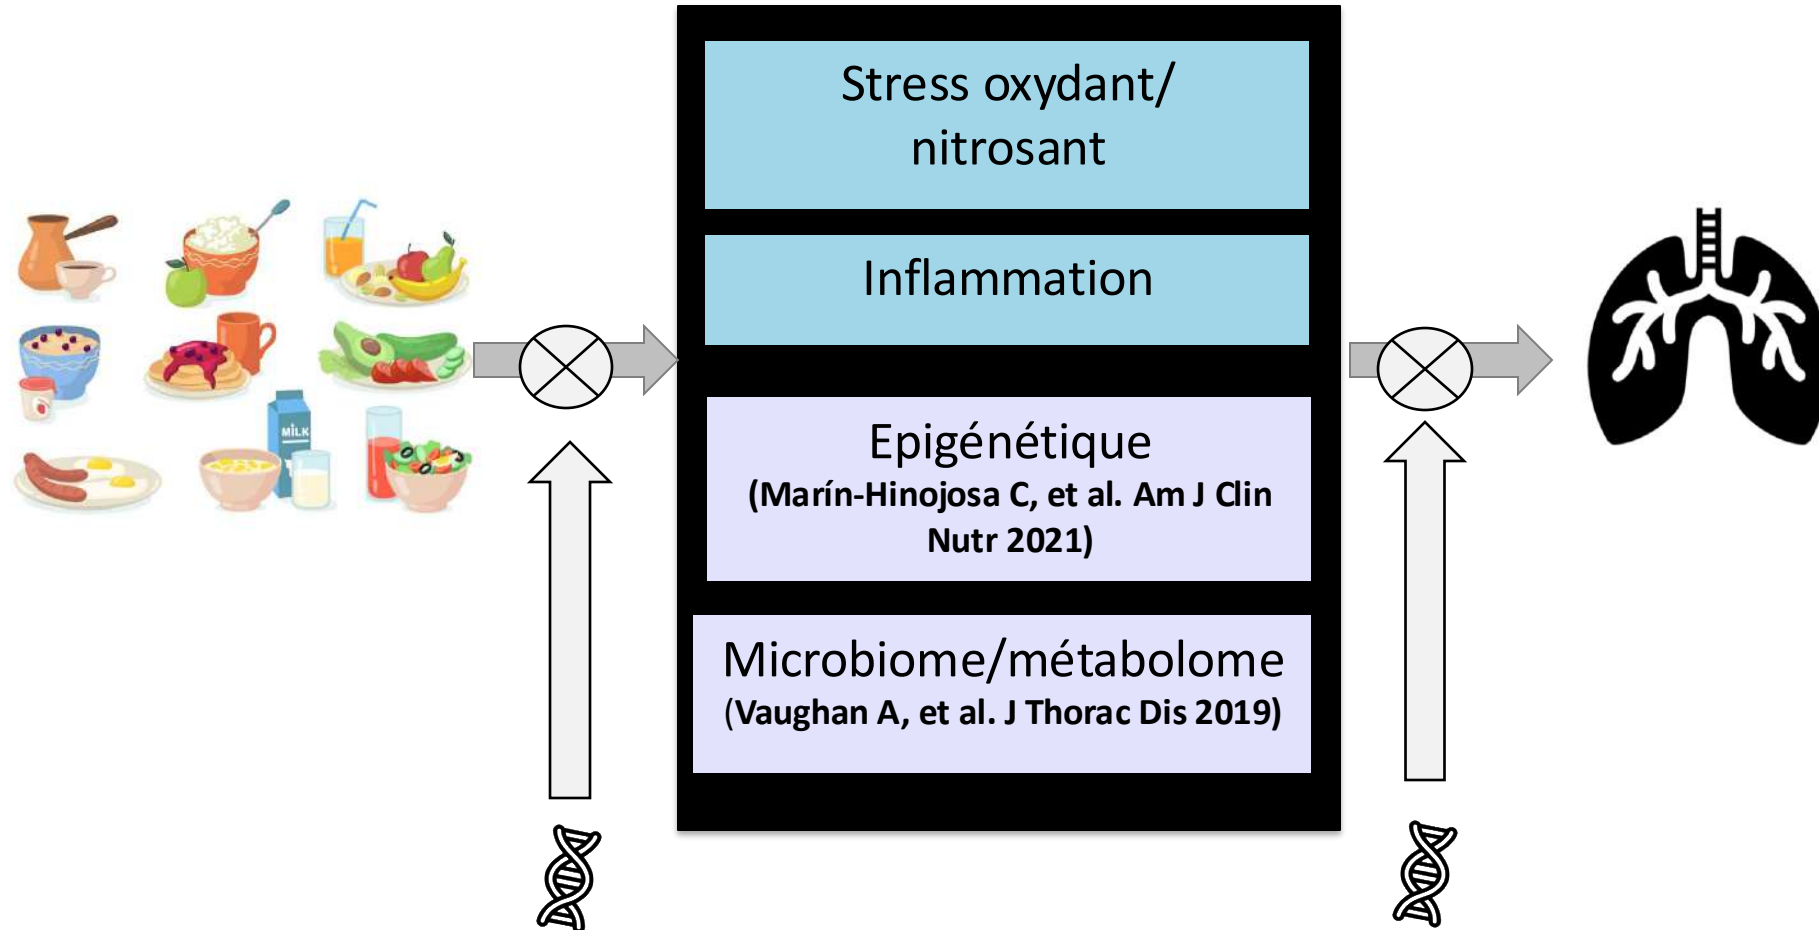 Stress oxydant/
nitrosant
Inflammation
MILK
Epigénétique
(Marín-Hinojosa C, et al. Am J Clin
Nutr 2021)
Microbiome/métabolome
(Vaughan A, et al. J Thorac Dis 2019)